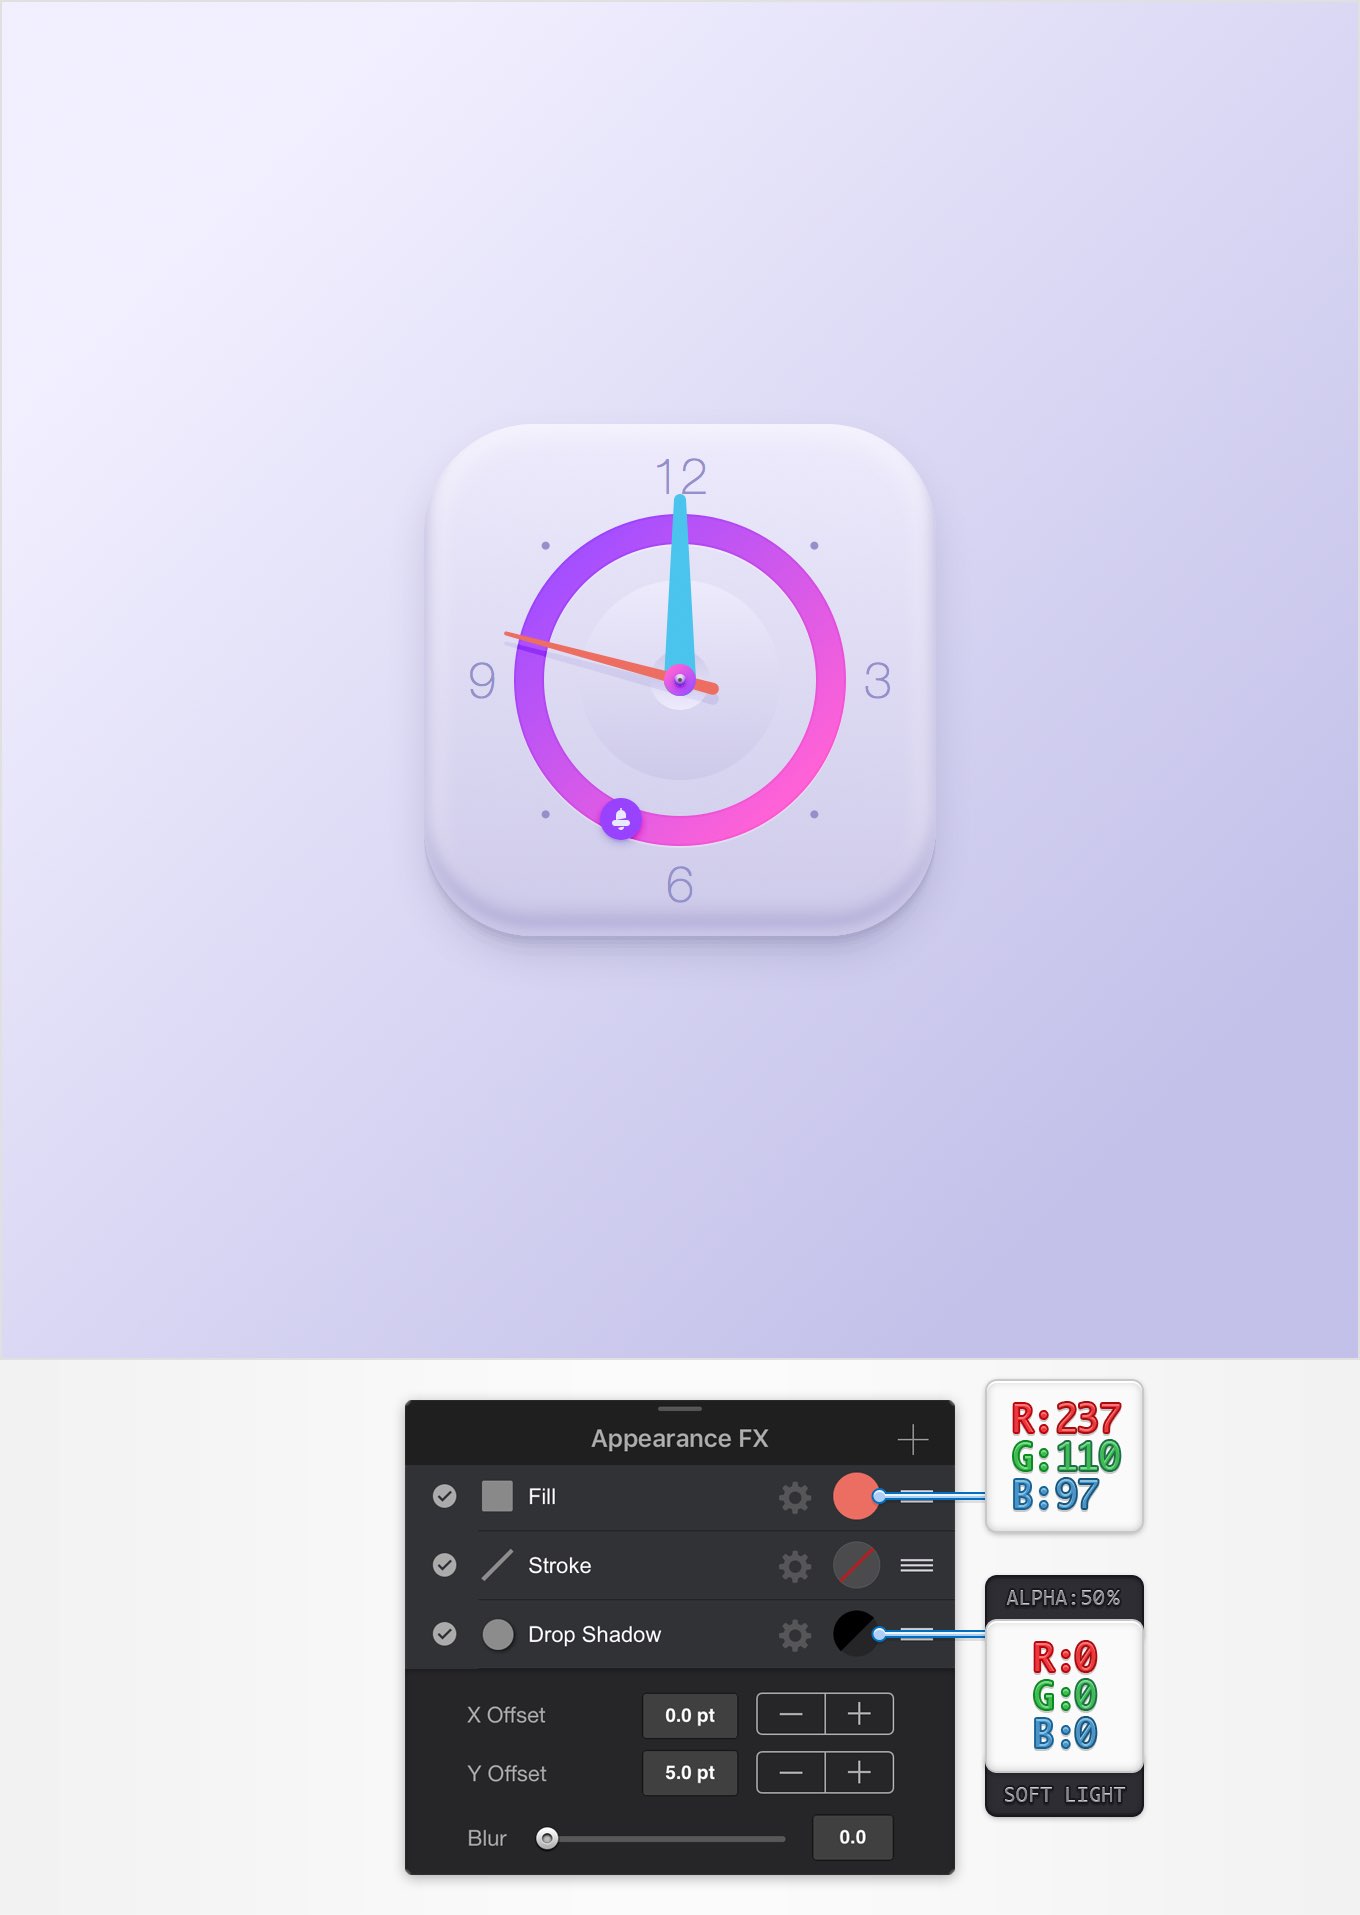 12
9
3
6
Appearance FX
Fill
Stroke
Drop Shadow
X Offset 0.0 pt
Y Offset 5.0 pt
Blur 0.0
R:237
G:110
B:97
ALPHA:50%
R:0
G:0
B:0
SOFT LIGHT